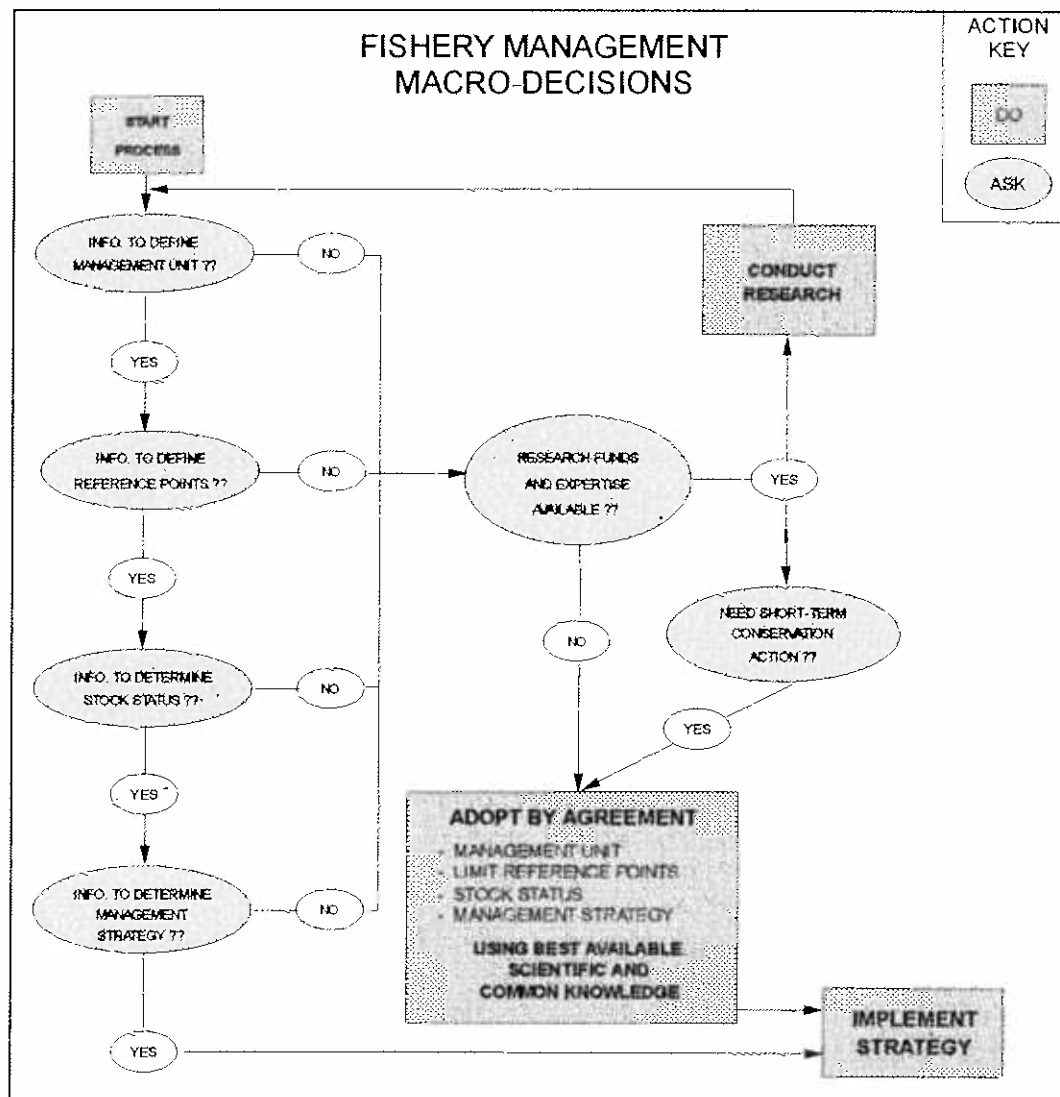 FISHERY MANAGEMENT
MACRO-DECISIONS
ACTION
KEY
DO
ASK
START
PROCESS
INFO. TO DEFINE
MANAGEMENT UNIT ??
NO
YES
CONDUCT
RESEARCH
INFO. TO DEFINE
REFERENCE POINTS ??
NO
RESEARCH FUNDS
AND EXPERTISE
AVAILABLE ??
YES
YES
NO
NEED SHORT-TERM
CONSERVATION
ACTION ??
INFO. TO DETERMINE
STOCK STATUS ??
NO
YES
YES
ADOPT BY AGREEMENT
- MANAGEMENT UNIT
- LIMIT REFERENCE POINTS
- STOCK STATUS
- MANAGEMENT STRATEGY
USING BEST AVAILABLE
SCIENTIFIC AND
COMMON KNOWLEDGE
INFO. TO DETERMINE
MANAGEMENT
STRATEGY ??
NO
YES
IMPLEMENT
STRATEGY